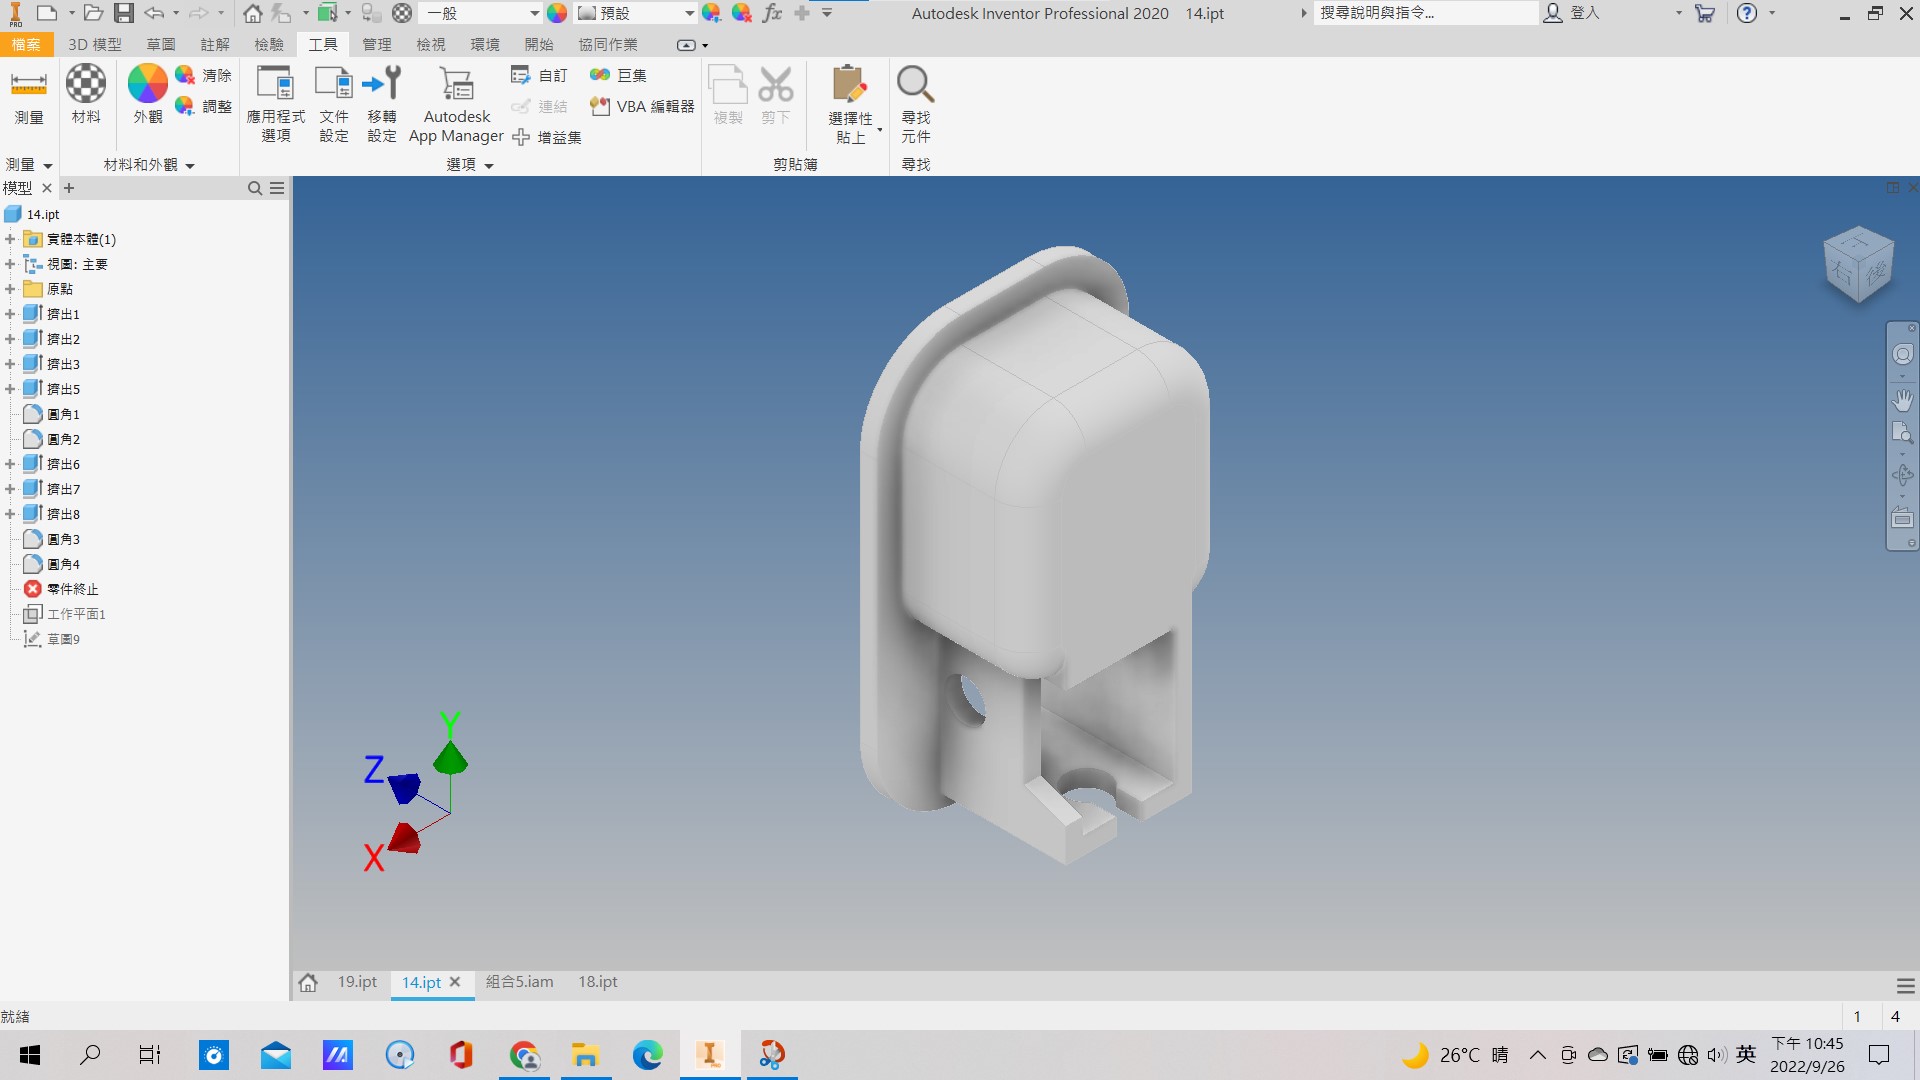 一般
預設
fx
Autodesk Inventor Professional 2020 14.ipt
搜尋說明與指令...
登入
PRO
檔案 3D 模型 草圖 註解 檢驗 工具 管理 檢視 環境 開始 協同作業
測量
材料
外觀
清除
調整
應用程式
選項
文件
設定
移轉
設定
Autodesk
App Manager
自訂
連結
增益集
巨集
VBA 編輯器
複製
剪下
選擇性
貼上
尋找
元件
測量
材料和外觀
選項
剪貼簿
尋找
模型
14.ipt
實體本體(1)
視圖: 主要
原點
擠出1
擠出2
擠出3
擠出5
圓角1
圓角2
擠出6
擠出7
擠出8
圓角3
圓角4
零件終止
工作平面1
草圖9
上
右
後
Y
Z
X
19.ipt 14.ipt 組合5.iam 18.ipt
就緒
1 4
26°C 晴
英
下午 10:45
2022/9/26